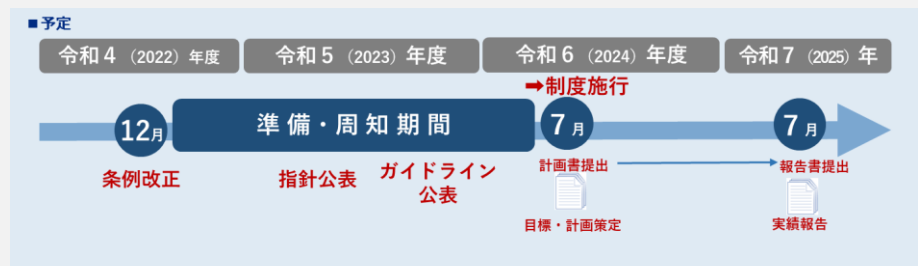 ■予定
令和4（2022）年度
令和5（2023）年度
令和6（2024）年度
令和7（2025）年
➡制度施行
12月
準備・周知期間
7月
7月
条例改正
指針公表
ガイドライン
公表
計画書提出
報告書提出
目標・計画策定
実績報告